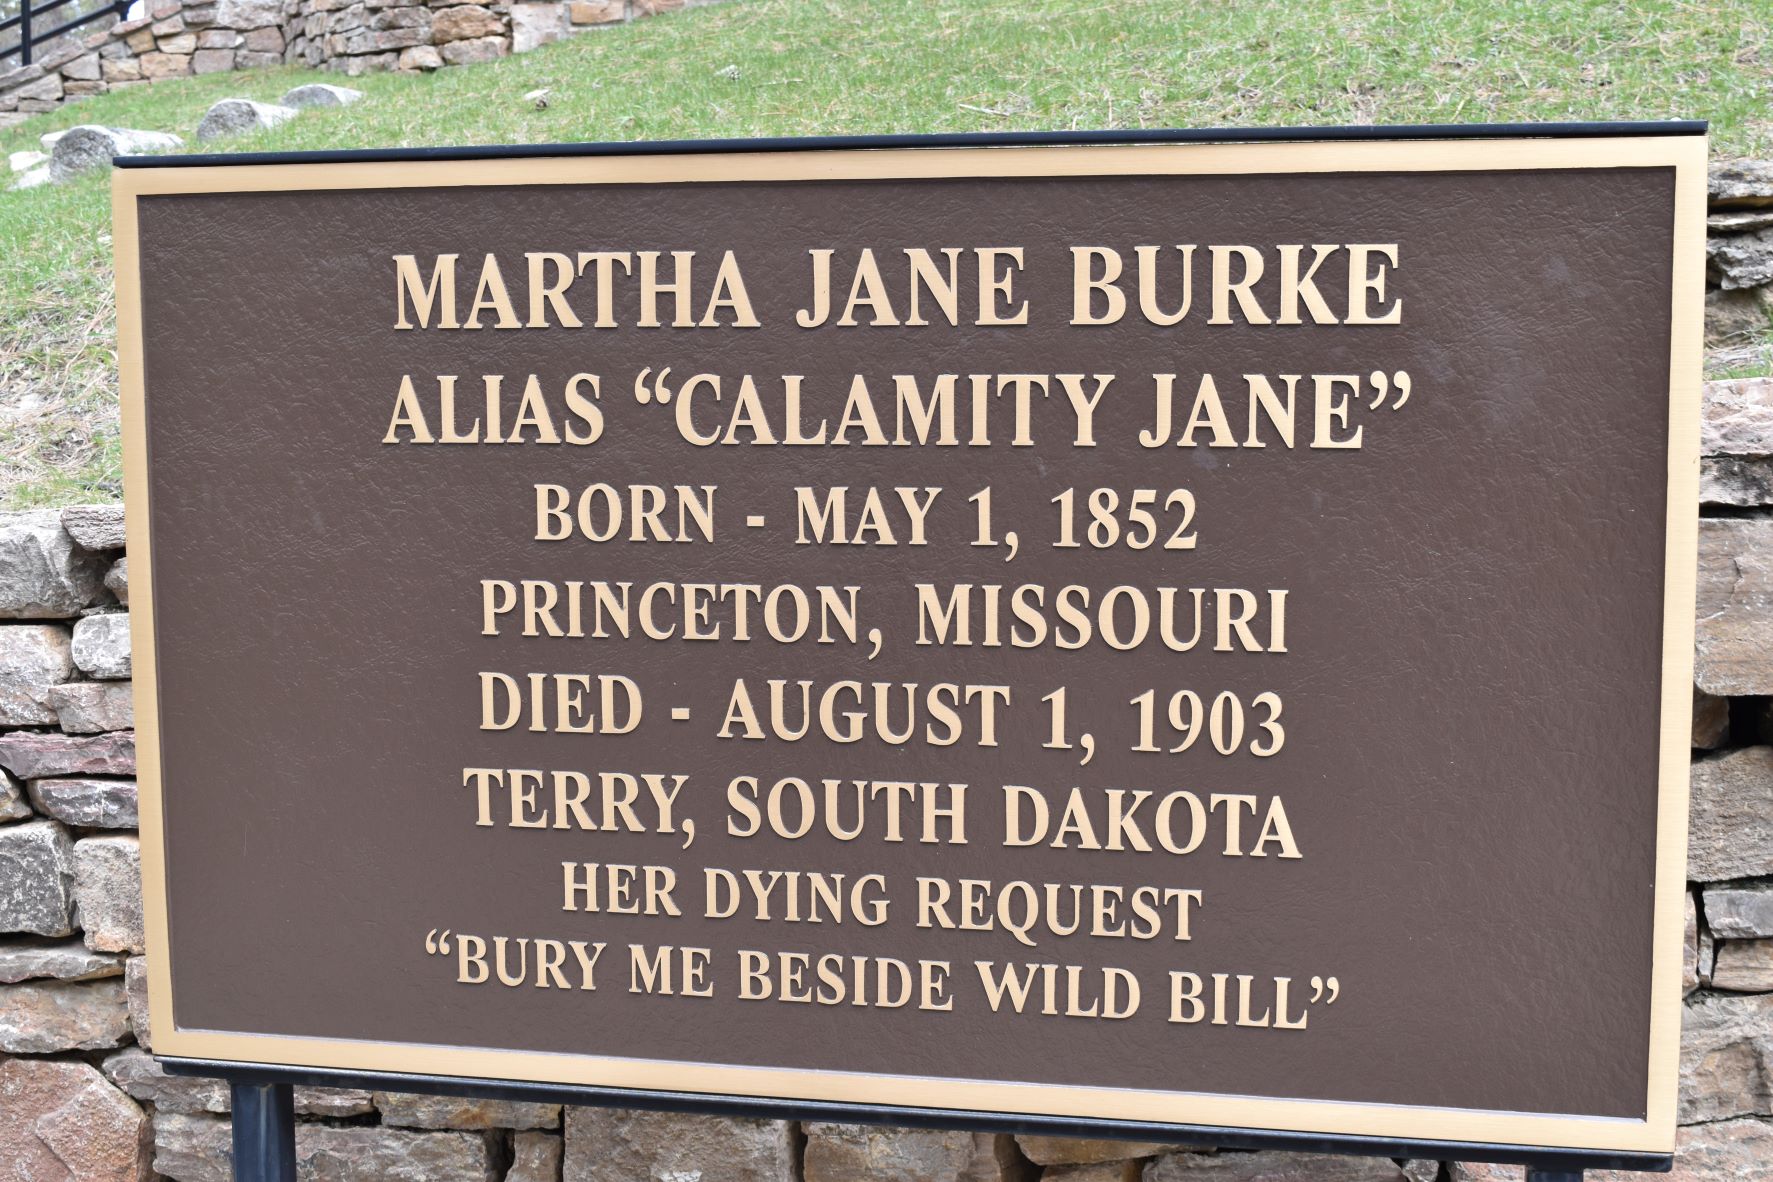 MARTHA JANE BURKE
ALIAS “CALAMITY JANE”
BORN - MAY 1, 1852
PRINCETON, MISSOURI
DIED - AUGUST 1, 1903
TERRY, SOUTH DAKOTA
HER DYING REQUEST
“BURY ME BESIDE WILD BILL”